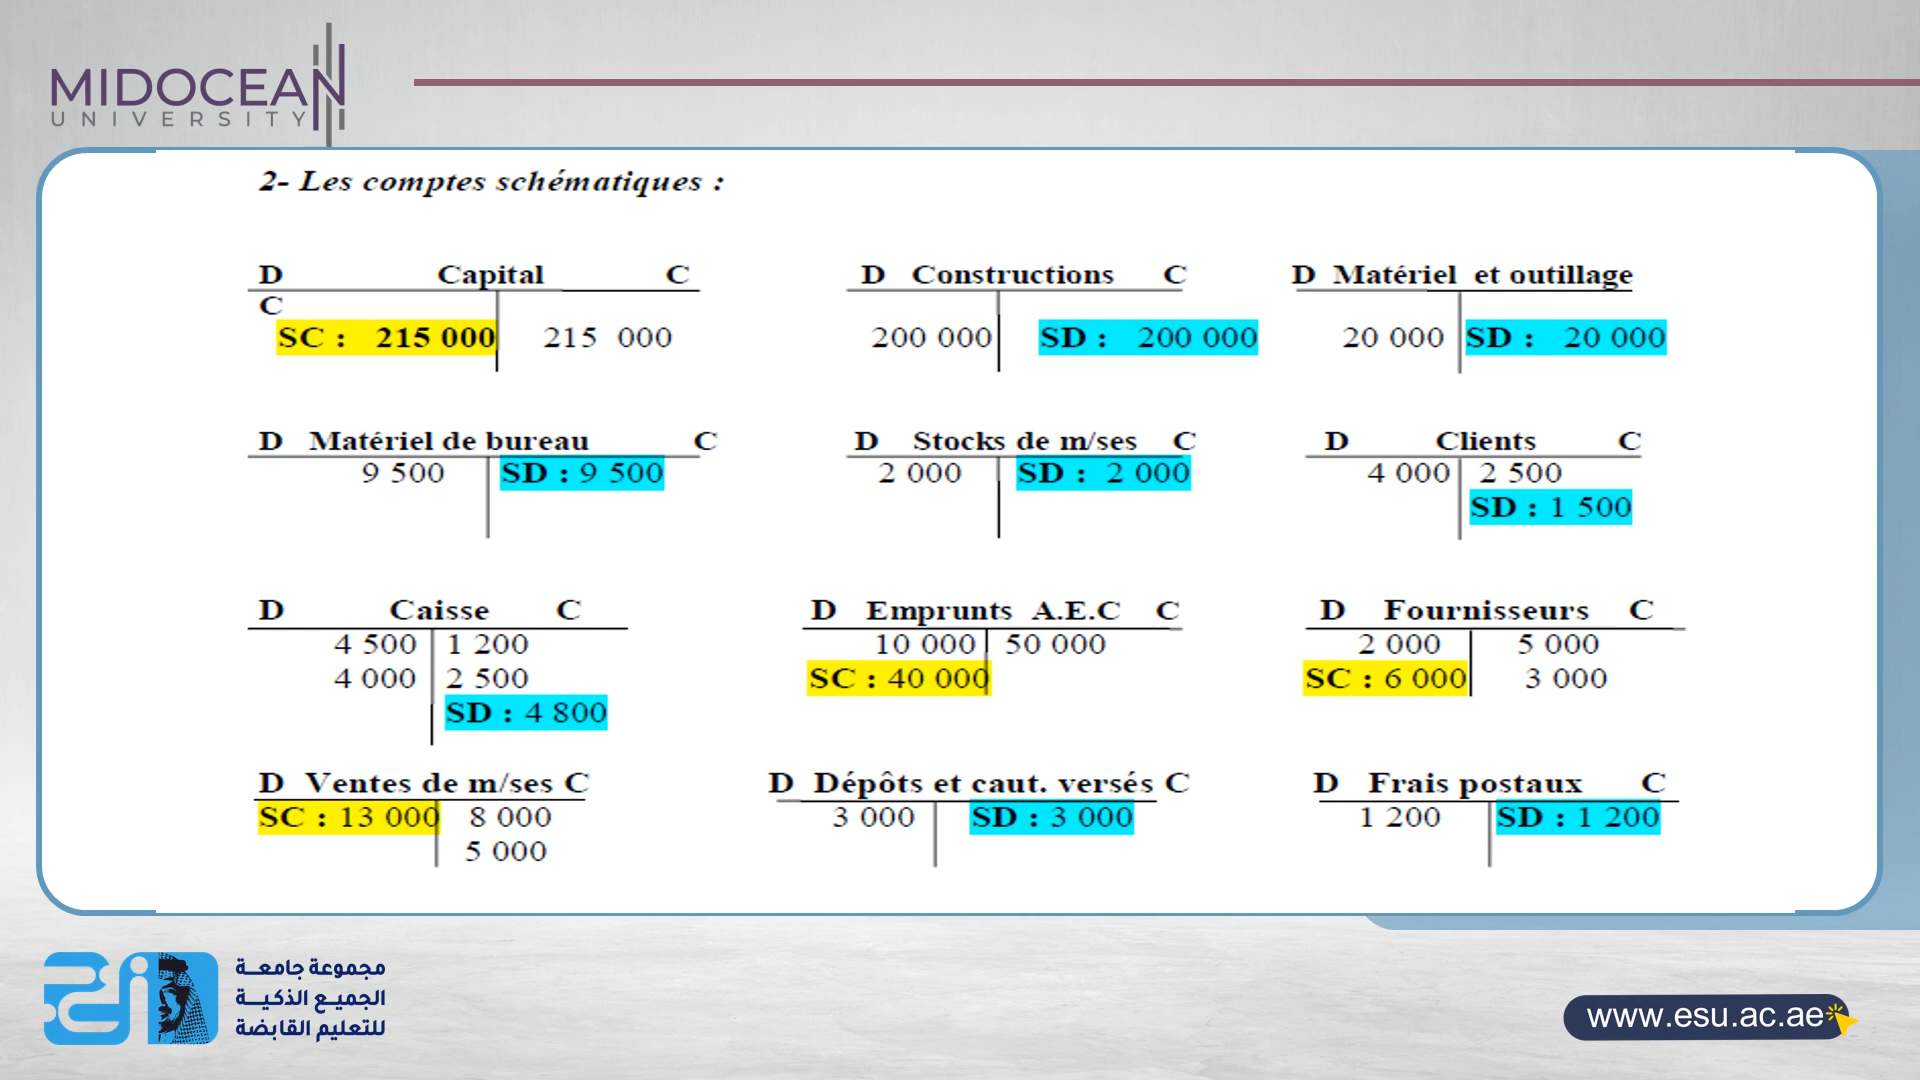 MIDOCEAN
UNIVERSITY
2- Les comptes schématiques :
D Capital C
C
SC : 215 000 215 000
D Constructions C
200 000 SD : 200 000
D Matériel et outillage
20 000 SD : 20 000
D Matériel de bureau C
9 500 SD : 9 500
D Stocks de m/ses C
2 000 SD : 2 000
D Clients C
4 000 2 500
SD : 1 500
D Caisse C
4 500 1 200
4 000 2 500
SD : 4 800
D Emprunts A.E.C C
10 000 50 000
SC : 40 000
D Fournisseurs C
2 000 5 000
SC : 6 000 3 000
D Ventes de m/ses C
SC : 13 000 8 000
5 000
D Dépôts et caut. versés C
3 000 SD : 3 000
D Frais postaux C
1 200 SD : 1 200
مجموعة جامعة
الجميع الذكية
للتعليم القابضة
www.esu.ac.ae